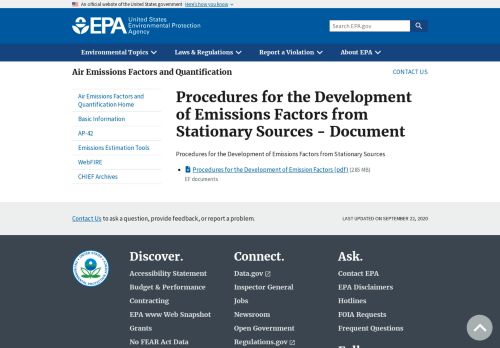 An official website of the United States government Here's how you know
EPA United States
Environmental Protection
Agency
Search EPA.gov
Environmental Topics Laws & Regulations Report a Violation About EPA
Air Emissions Factors and Quantification CONTACT US
Air Emissions Factors and
Quantification Home
Basic Information
AP-42
Emissions Estimation Tools
WebFIRE
CHIEF Archives
Procedures for the Development
of Emissions Factors from
Stationary Sources - Document
Procedures for the Development of Emissions Factors from Stationary Sources
Procedures for the Development of Emission Factors (pdf) (2.65 MB)
EF documents
Contact Us to ask a question, provide feedback, or report a problem. LAST UPDATED ON SEPTEMBER 22, 2020
Discover.
Accessibility Statement
Budget & Performance
Contracting
EPA www Web Snapshot
Grants
No FEAR Act Data
Connect.
Data.gov
Inspector General
Jobs
Newsroom
Open Government
Regulations.gov
Ask.
Contact EPA
EPA Disclaimers
Hotlines
FOIA Requests
Frequent Questions